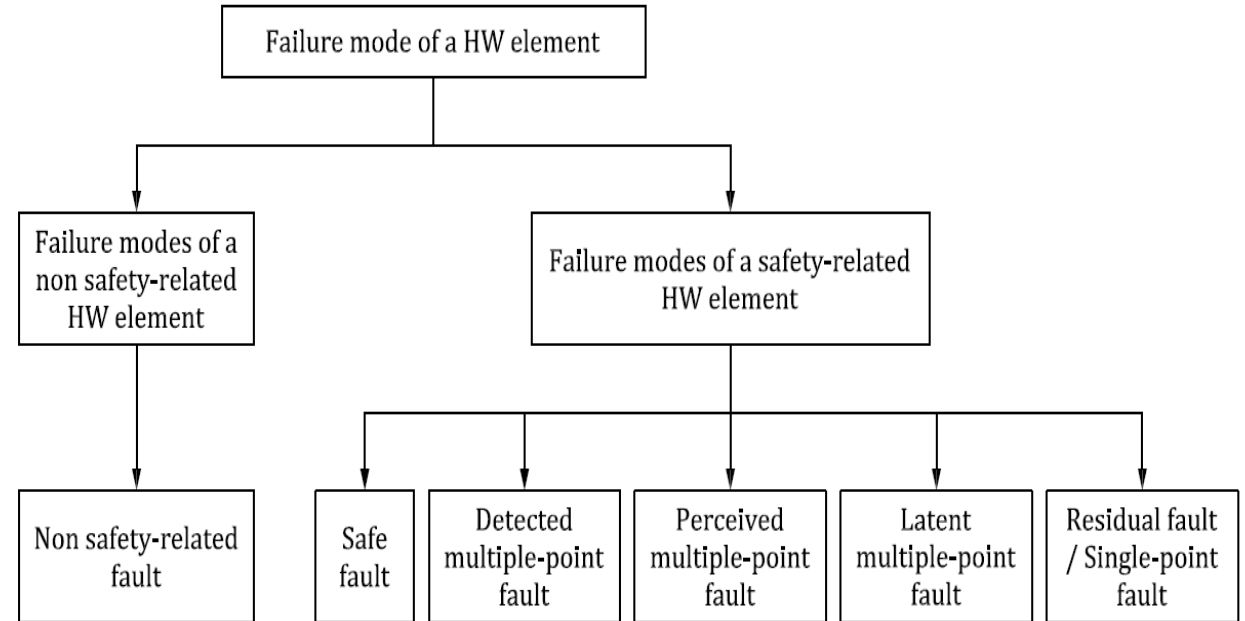 Failure mode of a HW element
Failure modes of a
non safety-related
HW element
Failure modes of a safety-related
HW element
Non safety-related
fault
Safe
fault
Detected
multiple-point
fault
Perceived
multiple-point
fault
Latent
multiple-point
fault
Residual fault
/ Single-point
fault